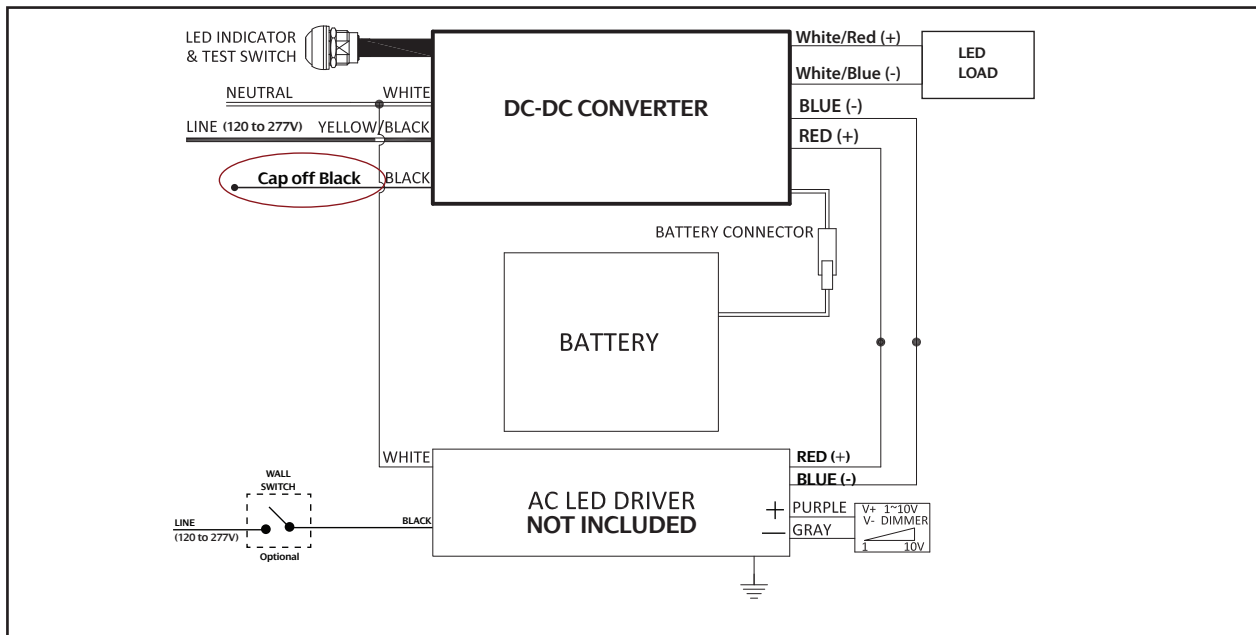 LED INDICATOR
& TEST SWITCH
NEUTRAL
WHITE
LINE (120 to 277V)
YELLOW/BLACK
Cap off Black
BLACK
DC-DC CONVERTER
White/Red (+)
White/Blue (-)
BLUE (-)
RED (+)
LED
LOAD
BATTERY CONNECTOR
BATTERY
WHITE
WALL
SWITCH
LINE
(120 to 277V)
Optional
BLACK
AC LED DRIVER
NOT INCLUDED
RED (+)
BLUE (-)
+ PURPLE
— GRAY
V+ 1~10V
V- DIMMER
1 10V